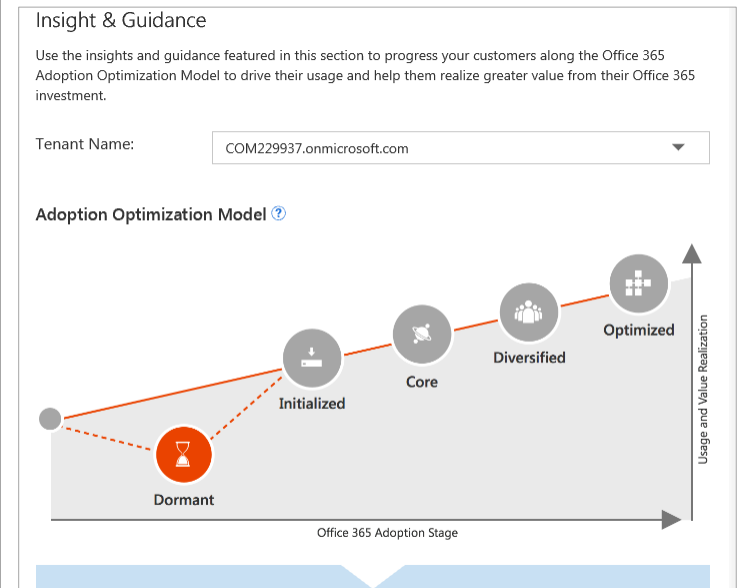 Insight & Guidance
Use the insights and guidance featured in this section to progress your customers along the Office 365
Adoption Optimization Model to drive their usage and help them realize greater value from their Office 365
investment.
Tenant Name:
COM229937.onmicrosoft.com
Adoption Optimization Model ?
Optimized
Diversified
Core
Initialized
Dormant
Usage and Value Realization
Office 365 Adoption Stage